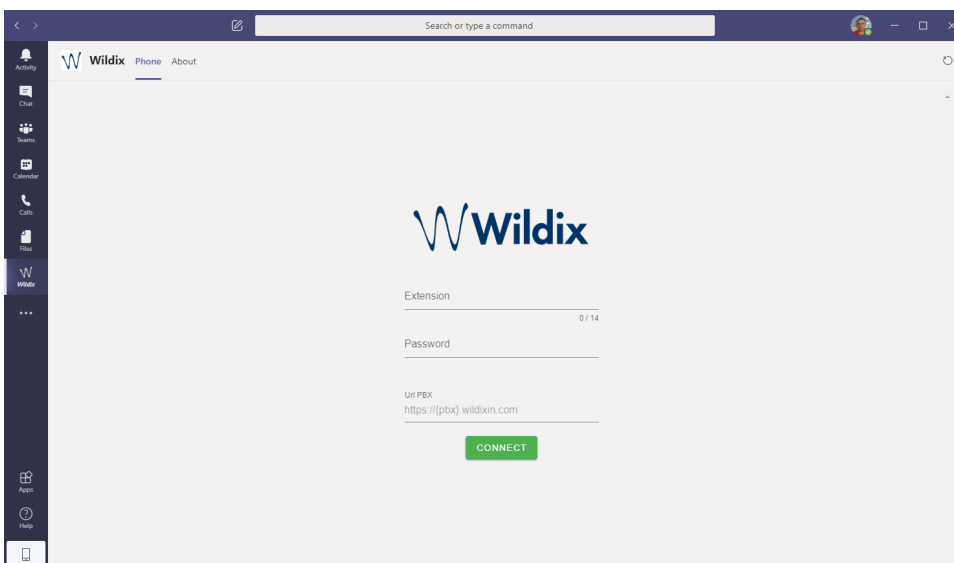 Search or type a command
Activity
Wildix Phone About
Chat
Teams
Calendar
Calls
Files
Wildix
Wildix
Extension
0 / 14
Password
Url PBX
https://{pbx}.wildixin.com
CONNECT
Apps
Help